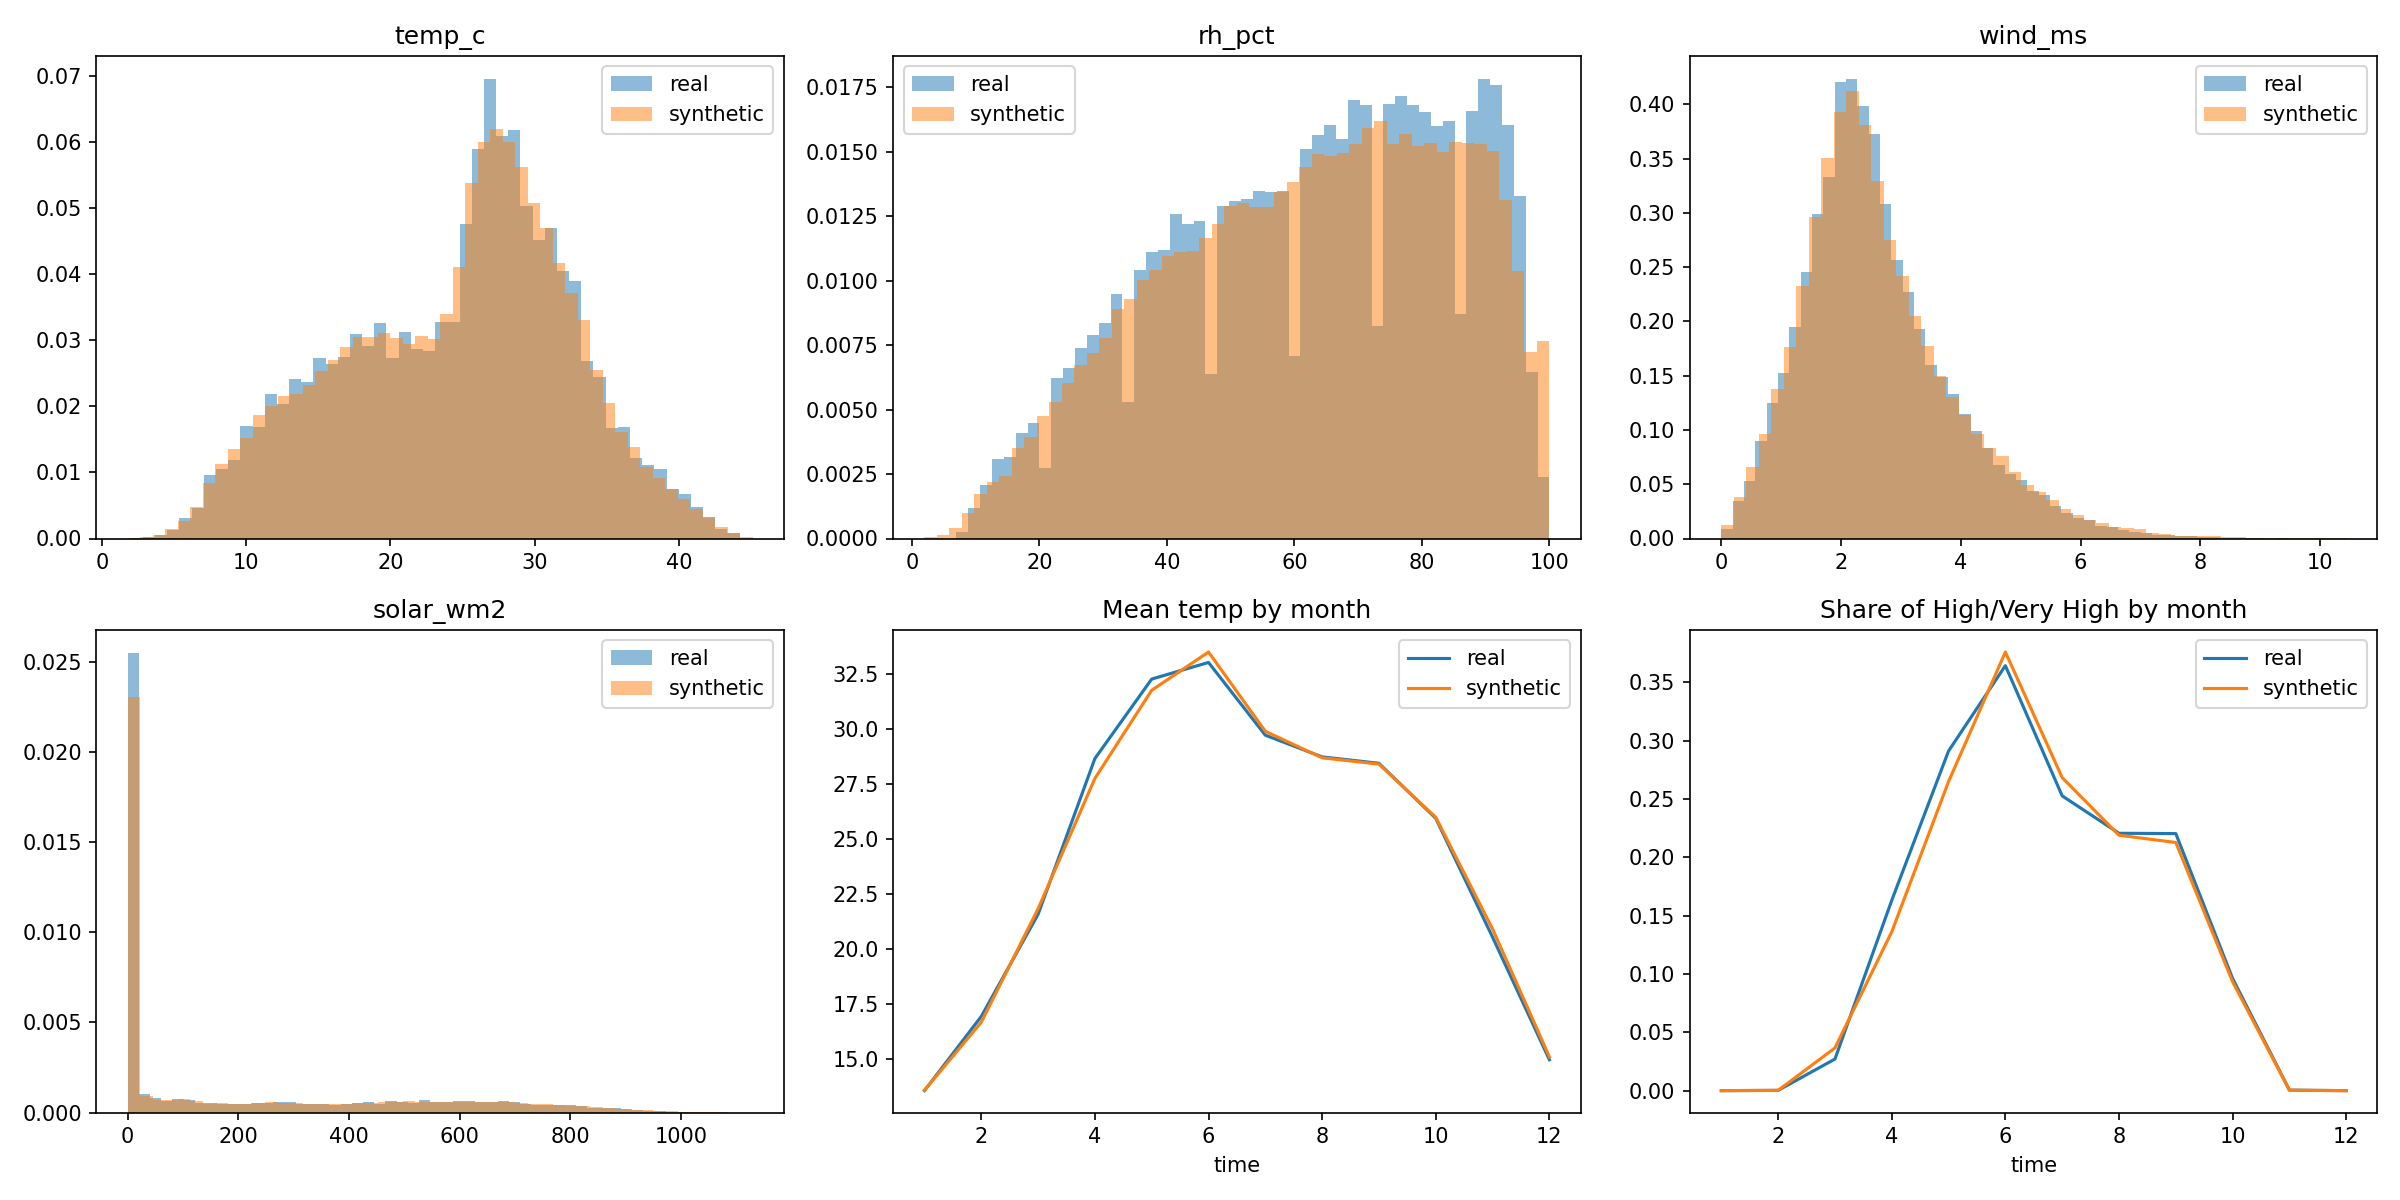 temp_c
0.07
0.06
0.05
0.04
0.03
0.02
0.01
0.00
0 10 20 30 40
real
synthetic
rh_pct
0.0175
0.0150
0.0125
0.0100
0.0075
0.0050
0.0025
0.0000
0 20 40 60 80 100
real
synthetic
wind_ms
0.40
0.35
0.30
0.25
0.20
0.15
0.10
0.05
0.00
0 2 4 6 8 10
real
synthetic
solar_wm2
0.025
0.020
0.015
0.010
0.005
0.000
0 200 400 600 800 1000
real
synthetic
Mean temp by month
32.5
30.0
27.5
25.0
22.5
20.0
17.5
15.0
2 4 6 8 10 12
time
real
synthetic
Share of High/Very High by month
0.35
0.30
0.25
0.20
0.15
0.10
0.05
0.00
2 4 6 8 10 12
time
real
synthetic